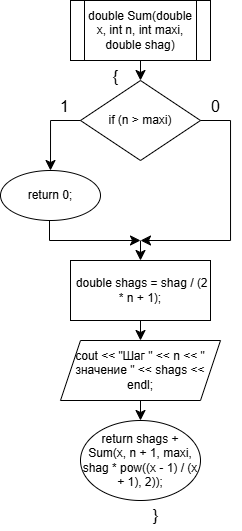 double Sum(double
x, int n, int maxi,
double shag)
{
1
0
if (n > maxi)
return 0;
double shags = shag / (2
* n + 1);
cout << "Шаг " << n << "
значение " << shags <<
endl;
return shags +
Sum(x, n + 1, maxi,
shag * pow((x - 1) / (x
+ 1), 2));
}